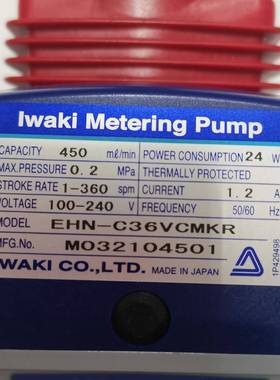 Iwaki Metering Pump
CAPACITY 450 mℓ/min POWER CONSUMPTION 24 W
MAX.PRESSURE 0.2 MPa THERMALLY PROTECTED
STROKE RATE 1-360 spm CURRENT 1.2 A
VOLTAGE 100-240 V FREQUENCY 50/60 Hz
MODEL EHN-C36VCMKR
MFG.No. M032104501
IWAKI CO.,LTD. MADE IN JAPAN
1P429498